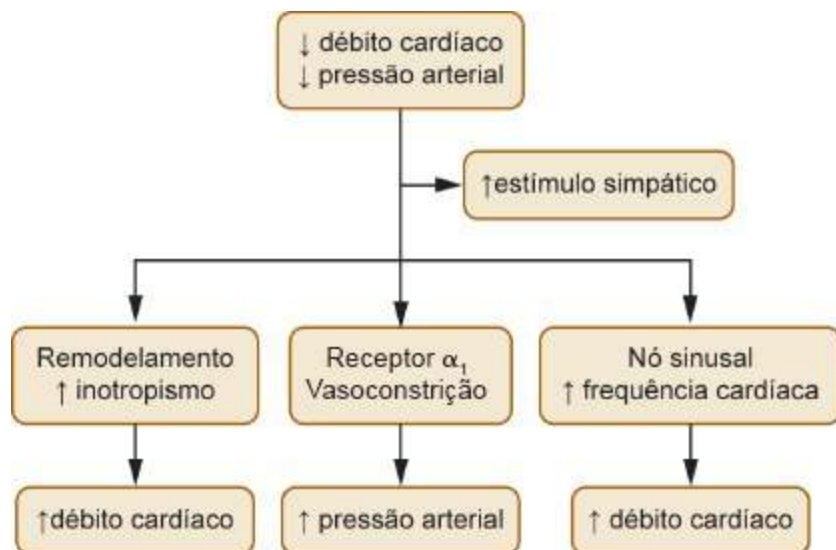 ↓ débito cardíaco
↓ pressão arterial
↑estímulo simpático
Remodelamento
↑ inotropismo
Receptor α₁
Vasoconstrição
Nó sinusal
↑ frequência cardíaca
↑débito cardíaco
↑ pressão arterial
↑ débito cardíaco